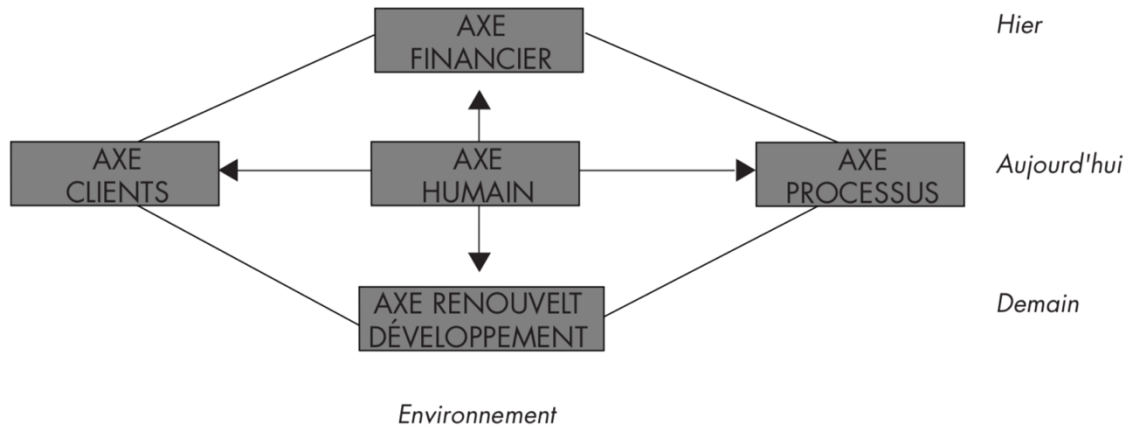 AXE
FINANCIER
Hier
AXE
CLIENTS
AXE
HUMAIN
AXE
PROCESSUS
Aujourd'hui
AXE RENOUVELT
DÉVELOPPEMENT
Demain
Environnement